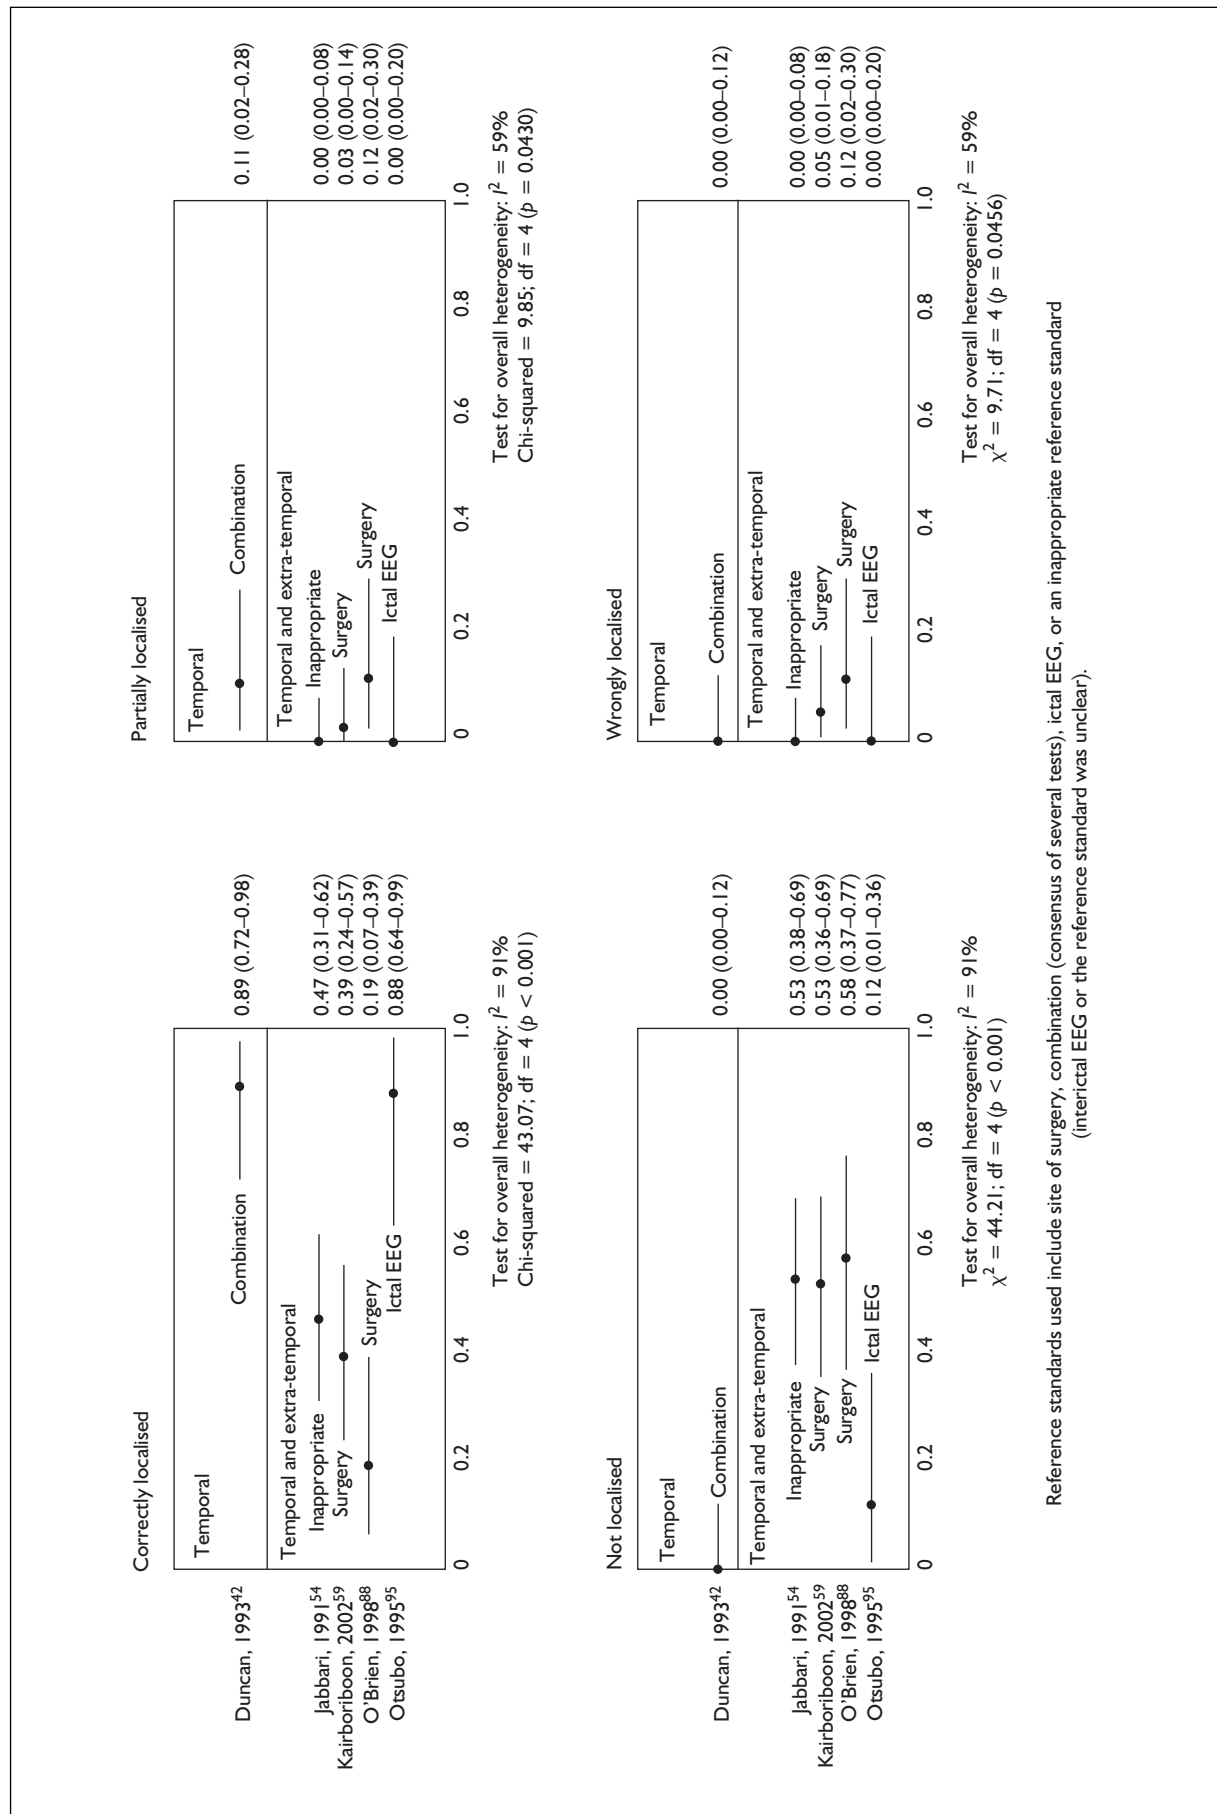 Correctly localised
Temporal
Duncan, 1993⁴²
Combination
0.89 (0.72–0.98)
Temporal and extra-temporal
Jabbari, 1991⁵⁴
Inappropriate
0.47 (0.31–0.62)
Kairboriboon, 2002⁵⁹
Surgery
0.39 (0.24–0.57)
O'Brien, 1998⁸⁸
Surgery
0.19 (0.07–0.39)
Otsubo, 1995⁹⁵
Ictal EEG
0.88 (0.64–0.99)
0 0.2 0.4 0.6 0.8 1.0
Test for overall heterogeneity: I² = 91%
Chi-squared = 43.07; df = 4 (p < 0.001)
Partially localised
Temporal
Combination
0.11 (0.02–0.28)
Temporal and extra-temporal
Inappropriate
0.00 (0.00–0.08)
Surgery
0.03 (0.00–0.14)
Surgery
0.12 (0.02–0.30)
Ictal EEG
0.00 (0.00–0.20)
0 0.2 0.4 0.6 0.8 1.0
Test for overall heterogeneity: I² = 59%
Chi-squared = 9.85; df = 4 (p = 0.0430)
Not localised
Temporal
Duncan, 1993⁴²
Combination
0.00 (0.00–0.12)
Temporal and extra-temporal
Jabbari, 1991⁵⁴
Inappropriate
0.53 (0.38–0.69)
Kairboriboon, 2002⁵⁹
Surgery
0.53 (0.36–0.69)
O'Brien, 1998⁸⁸
Surgery
0.58 (0.37–0.77)
Otsubo, 1995⁹⁵
Ictal EEG
0.12 (0.01–0.36)
0 0.2 0.4 0.6 0.8 1.0
Test for overall heterogeneity: I² = 91%
χ² = 44.21; df = 4 (p < 0.001)
Wrongly localised
Temporal
Combination
0.00 (0.00–0.12)
Temporal and extra-temporal
Inappropriate
0.00 (0.00–0.08)
Surgery
0.05 (0.01–0.18)
Surgery
0.12 (0.02–0.30)
Ictal EEG
0.00 (0.00–0.20)
0 0.2 0.4 0.6 0.8 1.0
Test for overall heterogeneity: I² = 59%
χ² = 9.71; df = 4 (p = 0.0456)
Reference standards used include site of surgery, combination (consensus of several tests), ictal EEG, or an inappropriate reference standard
(interictal EEG or the reference standard was unclear).